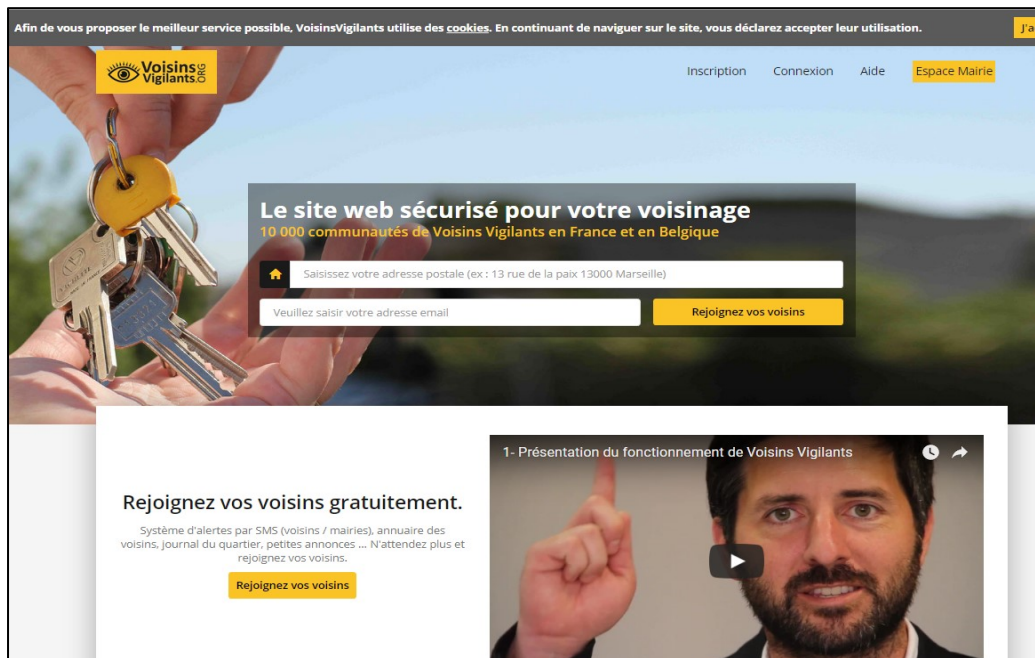 Afin de vous proposer le meilleur service possible, VoisinsVigilants utilise des cookies. En continuant de naviguer sur le site, vous déclarez accepter leur utilisation.
Voisins
Vigilants.ORG
Inscription Connexion Aide Espace Mairie
Le site web sécurisé pour votre voisinage
10 000 communautés de Voisins Vigilants en France et en Belgique
Saisissez votre adresse postale (ex : 13 rue de la paix 13000 Marseille)
Veuillez saisir votre adresse email
Rejoignez vos voisins
1- Présentation du fonctionnement de Voisins Vigilants
Rejoignez vos voisins gratuitement.
Système d'alertes par SMS (voisins / mairies), annuaire des
voisins, journal du quartier, petites annonces ... N'attendez plus et
rejoignez vos voisins.
Rejoignez vos voisins